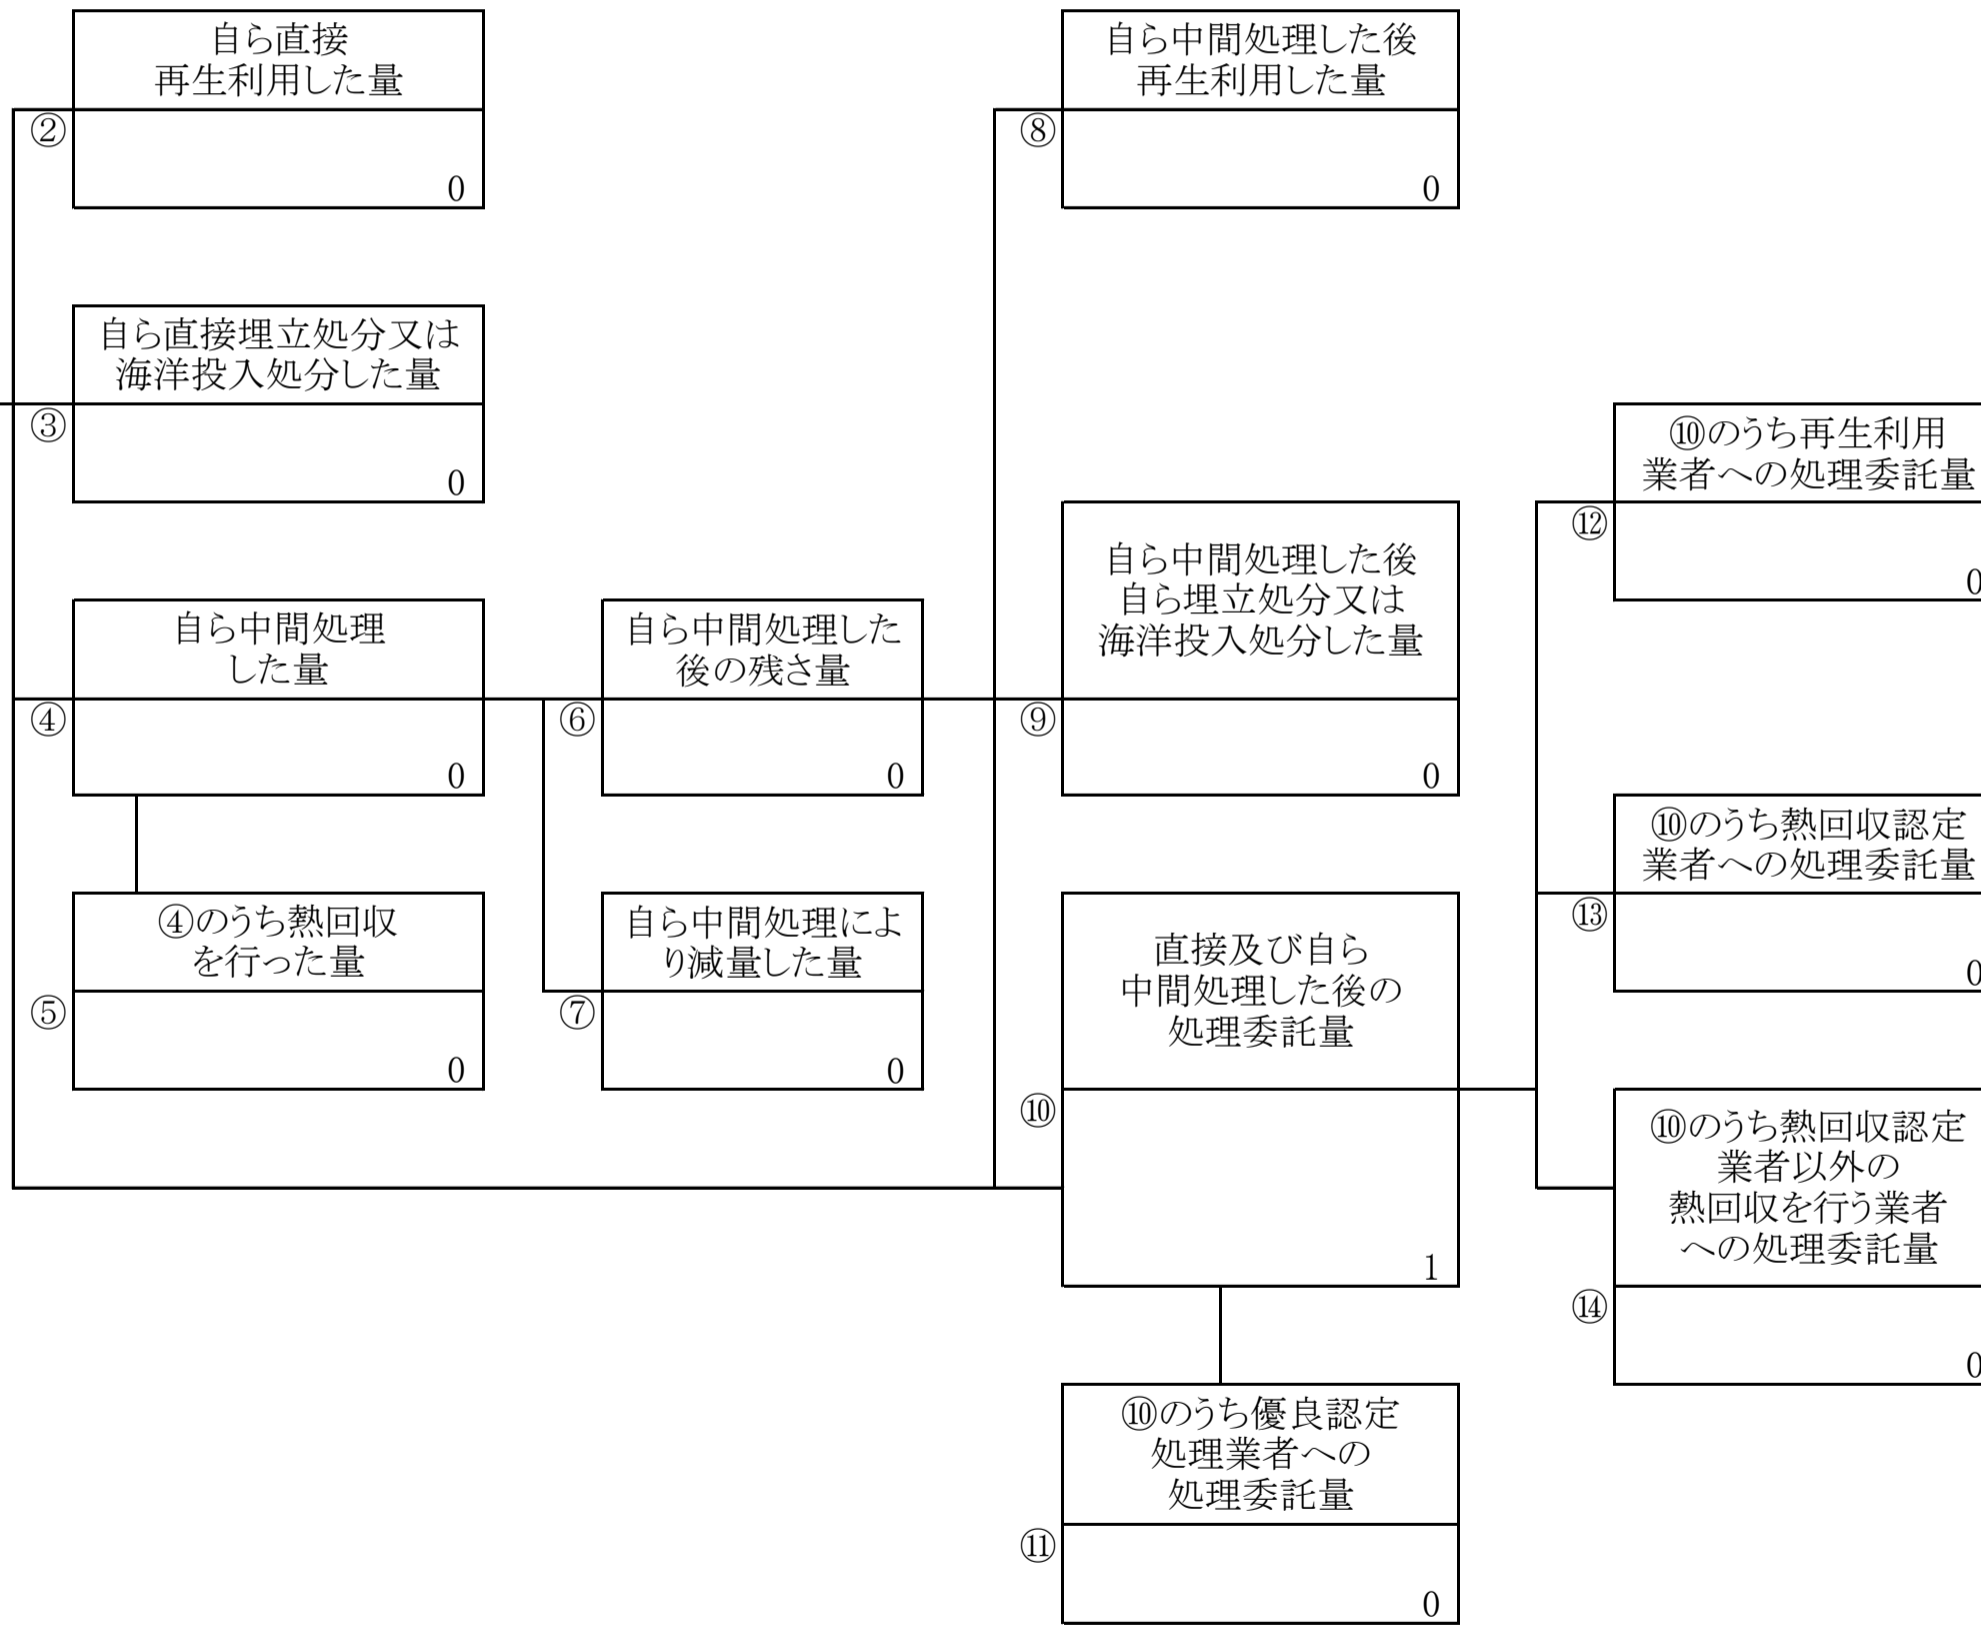 自ら直接
再生利用した量
②
0
自ら直接埋立処分又は
海洋投入処分した量
③
0
自ら中間処理
した量
④
0
④のうち熱回収
を行った量
⑤
0
自ら中間処理した
後の残さ量
⑥
0
自ら中間処理によ
り減量した量
⑦
0
自ら中間処理した後
再生利用した量
⑧
0
自ら中間処理した後
自ら埋立処分又は
海洋投入処分した量
⑨
0
直接及び自ら
中間処理した後の
処理委託量
⑩
1
⑩のうち優良認定
処理業者への
処理委託量
⑪
0
⑩のうち再生利用
業者への処理委託量
⑫
0
⑩のうち熱回収認定
業者への処理委託量
⑬
0
⑩のうち熱回収認定
業者以外の
熱回収を行う業者
への処理委託量
⑭
0